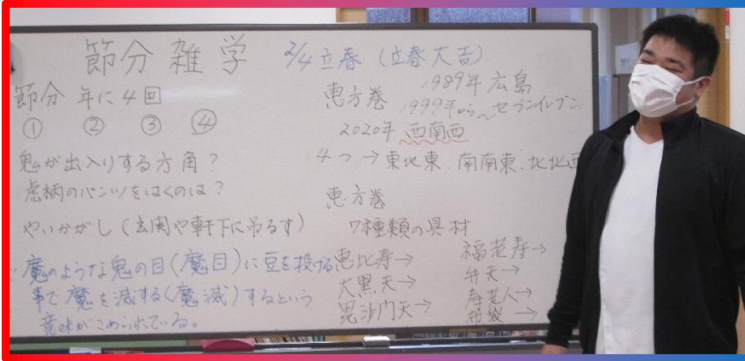 節分雑学
節分 年に4回
① ② ③ ④
鬼が出入りする方角?
虎柄のパンツをはくのは?
やいかがし(玄関や軒下に吊るす)
魔のような鬼の目(魔目)に豆を投げる
事で魔を滅する(魔滅)するという
意味がこめられている。
2/4 立春(立春大吉)
恵方巻 1989年 広島
1999年から セブンイレブン
2020年 西南西
4つ→東北東、南南東、北北西
恵方巻
7種類の具材
恵比寿→
大黒天→
毘沙門天→
福老寿→
弁天→
寿老人→
布袋→